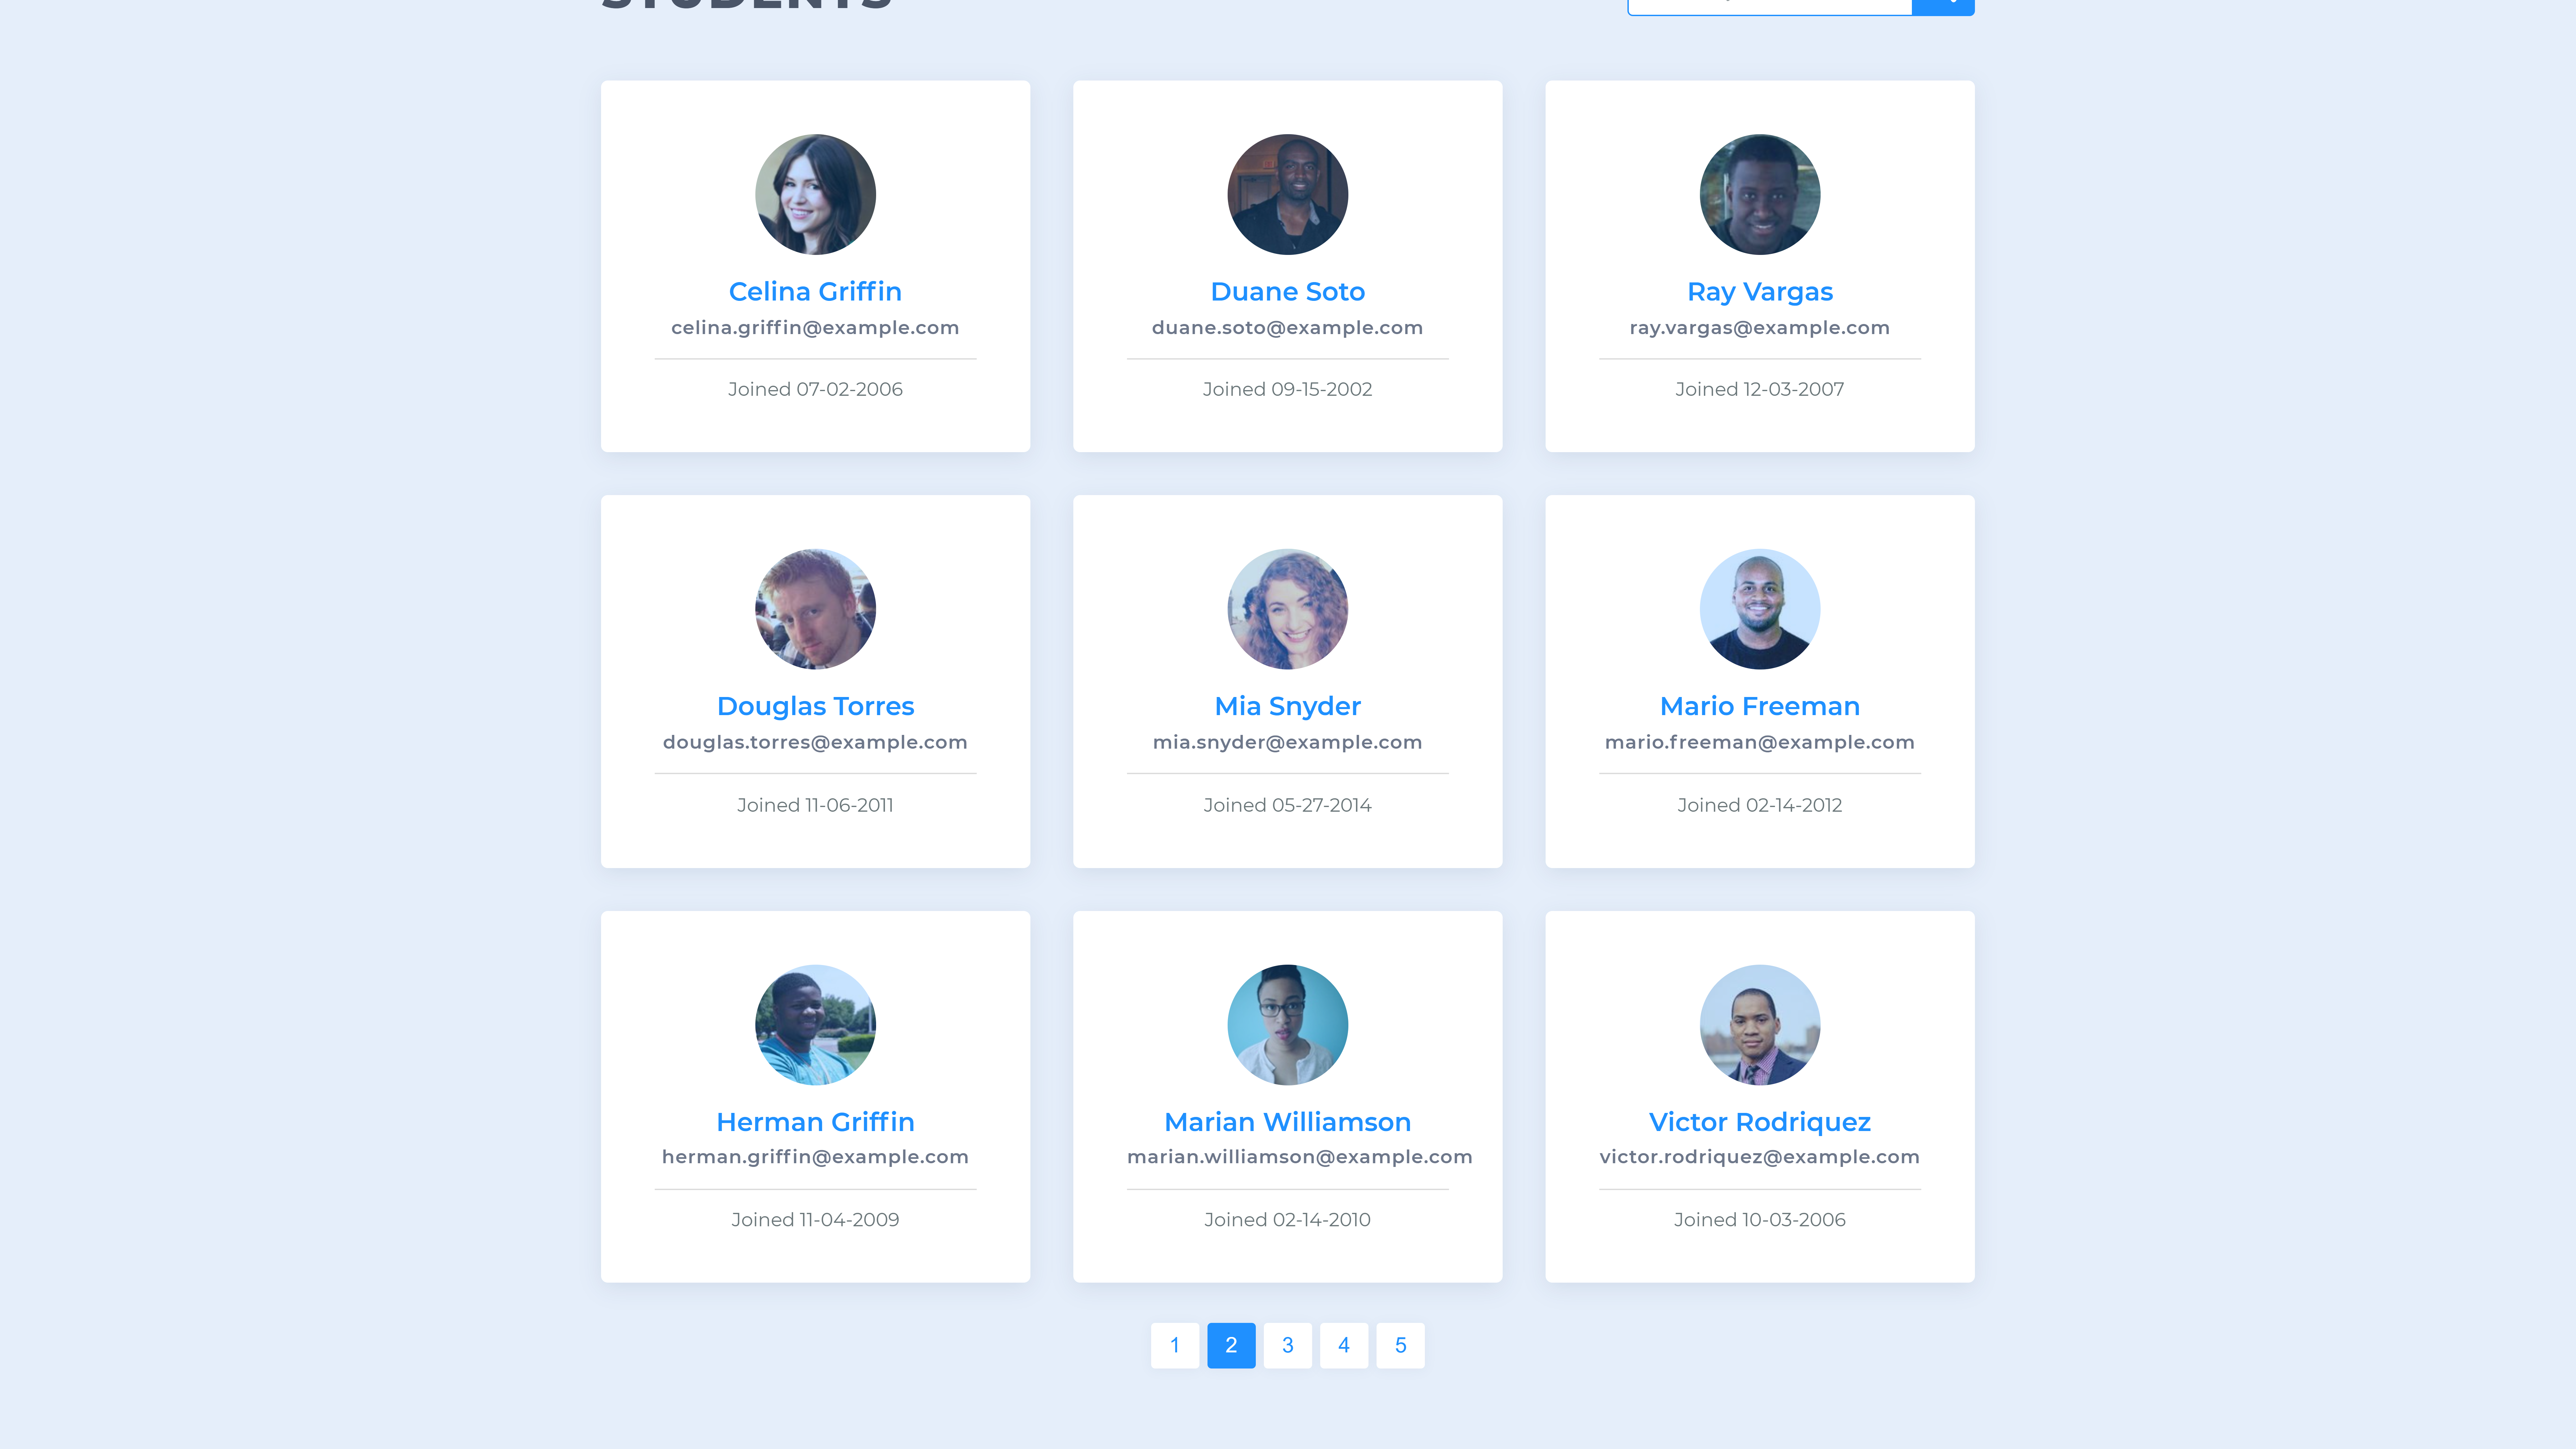 STUDENTS
Celina Griffin
celina.griffin@example.com
Joined 07-02-2006
Duane Soto
duane.soto@example.com
Joined 09-15-2002
Ray Vargas
ray.vargas@example.com
Joined 12-03-2007
Douglas Torres
douglas.torres@example.com
Joined 11-06-2011
Mia Snyder
mia.snyder@example.com
Joined 05-27-2014
Mario Freeman
mario.freeman@example.com
Joined 02-14-2012
Herman Griffin
herman.griffin@example.com
Joined 11-04-2009
Marian Williamson
marian.williamson@example.com
Joined 02-14-2010
Victor Rodriquez
victor.rodriquez@example.com
Joined 10-03-2006
1 2 3 4 5